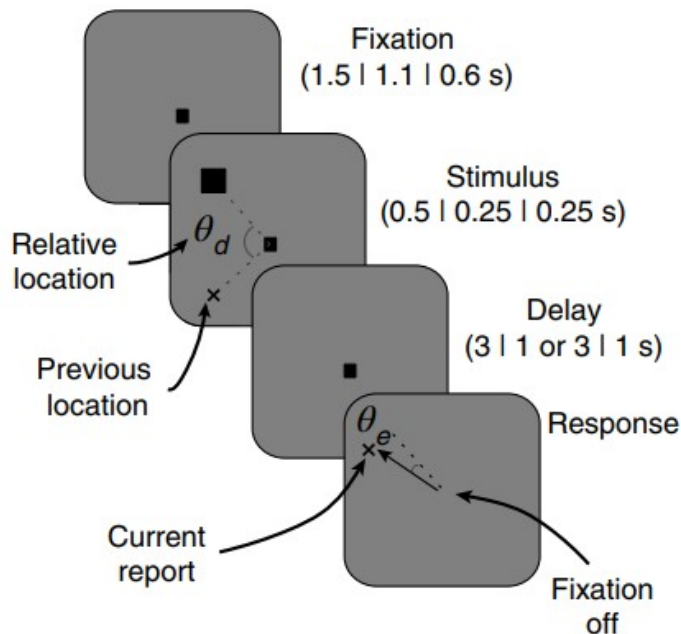 Fixation
(1.5 | 1.1 | 0.6 s)
Stimulus
(0.5 | 0.25 | 0.25 s)
Relative
location
θd
Delay
(3 | 1 or 3 | 1 s)
Previous
location
Response
θe
Current
report
Fixation
off